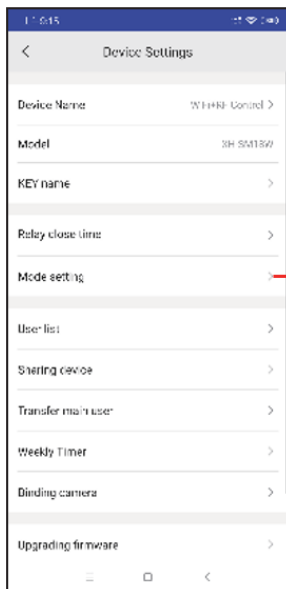 Device Settings
Device Name WiFi+RF Control >
Model
KEY name >
Relay close time >
Mode setting >
User list >
Sharing device >
Transfer main user >
Weekly Timer >
Binding camera >
Upgrading firmware >